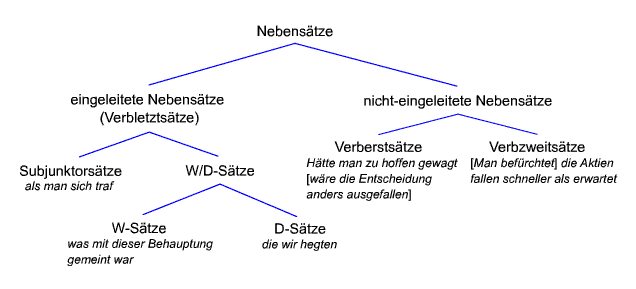 Nebensätze
eingeleitete Nebensätze
(Verbletztsätze)
nicht-eingeleitete Nebensätze
Subjunktorsätze
als man sich traf
W/D-Sätze
Verberstsätze
Hätte man zu hoffen gewagt
[wäre die Entscheidung
anders ausgefallen]
Verbzweitsätze
[Man befürchtet] die Aktien
fallen schneller als erwartet
W-Sätze
was mit dieser Behauptung
gemeint war
D-Sätze
die wir hegten